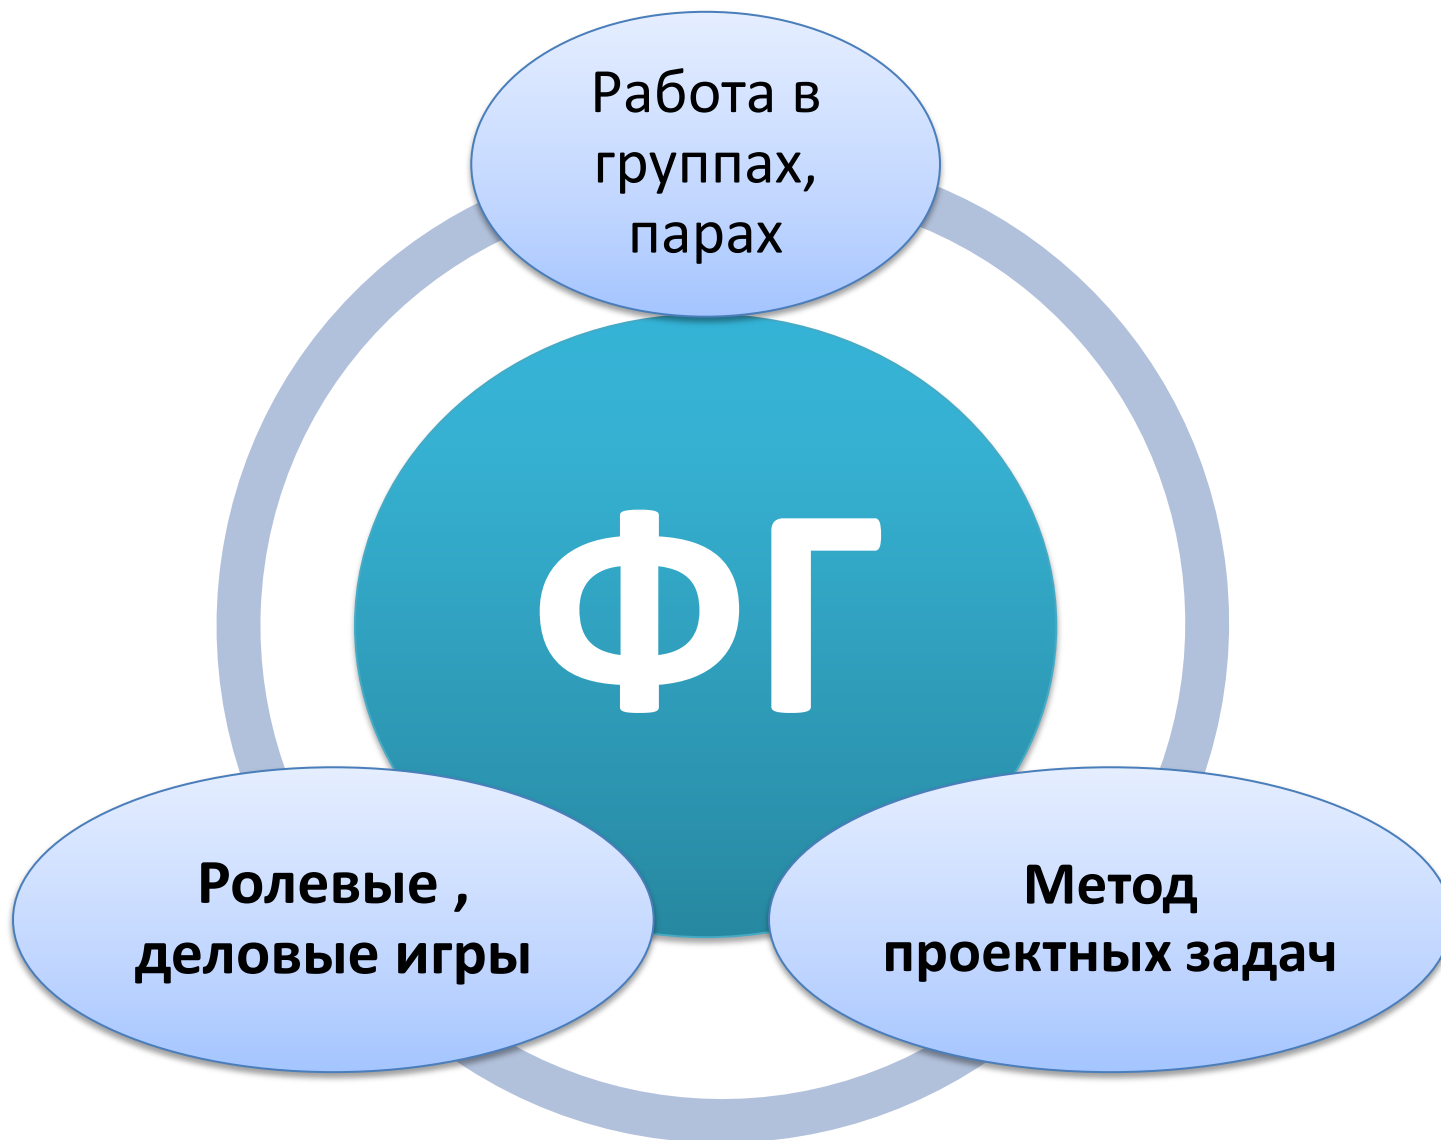 Работа в
группах,
парах
ФГ
Ролевые ,
деловые игры
Метод
проектных задач